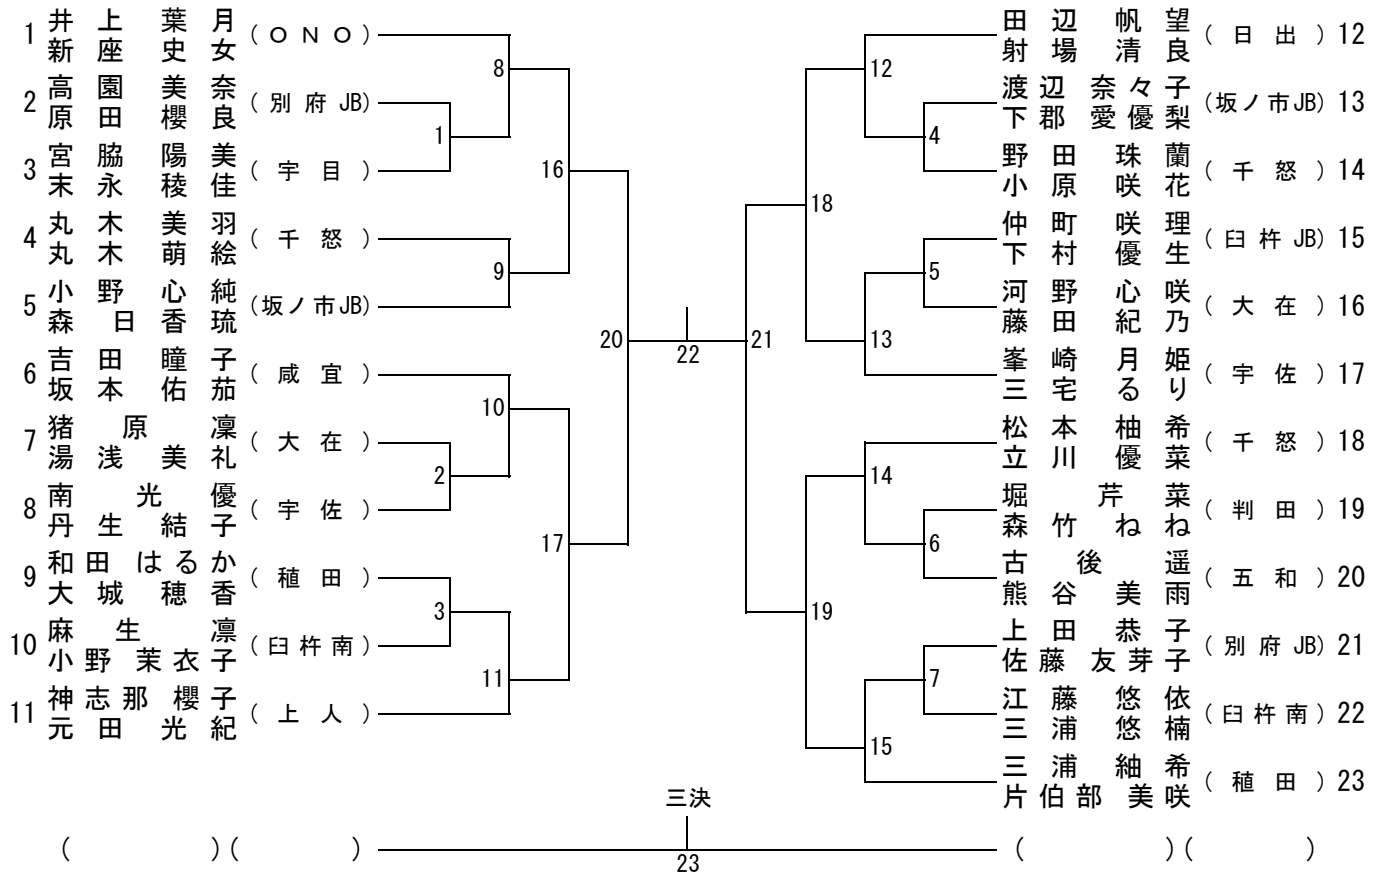 1 井上葉月 新座史女 (ONO)
2 高園美奈 原田櫻良 (別府JB)
3 宮脇陽美 末永稜佳 (宇目)
4 丸木美羽 丸木萌絵 (千怒)
5 小野心純 森日香琉 (坂ノ市JB)
6 吉田瞳子 坂本佑茄 (咸宜)
7 猪原凜 湯浅美礼 (大在)
8 南光優 丹生結子 (宇佐)
9 和田はるか 大城穂香 (稙田)
10 麻生凛 小野茉衣子 (臼杵南)
11 神志那櫻子 元田光紀 (上人)
8
1
16
9
20
10
2
17
3
11
22
21
12
4
18
5
13
14
6
19
7
15
田辺帆望 射場清良 (日出) 12
渡辺奈々子 下郡愛優梨 (坂ノ市JB) 13
野田珠蘭 小原咲花 (千怒) 14
仲町咲理 下村優生 (臼杵JB) 15
河野心咲 藤田紀乃 (大在) 16
峯崎月姫 三宅るり (宇佐) 17
松本柚希 立川優菜 (千怒) 18
堀芹菜 森竹ねね (判田) 19
古後遥 熊谷美雨 (五和) 20
上田恭子 佐藤友芽子 (別府JB) 21
江藤悠依 三浦悠楠 (臼杵南) 22
三浦紬希 片伯部美咲 (稙田) 23
三決
( )( ) 23 ( )( )